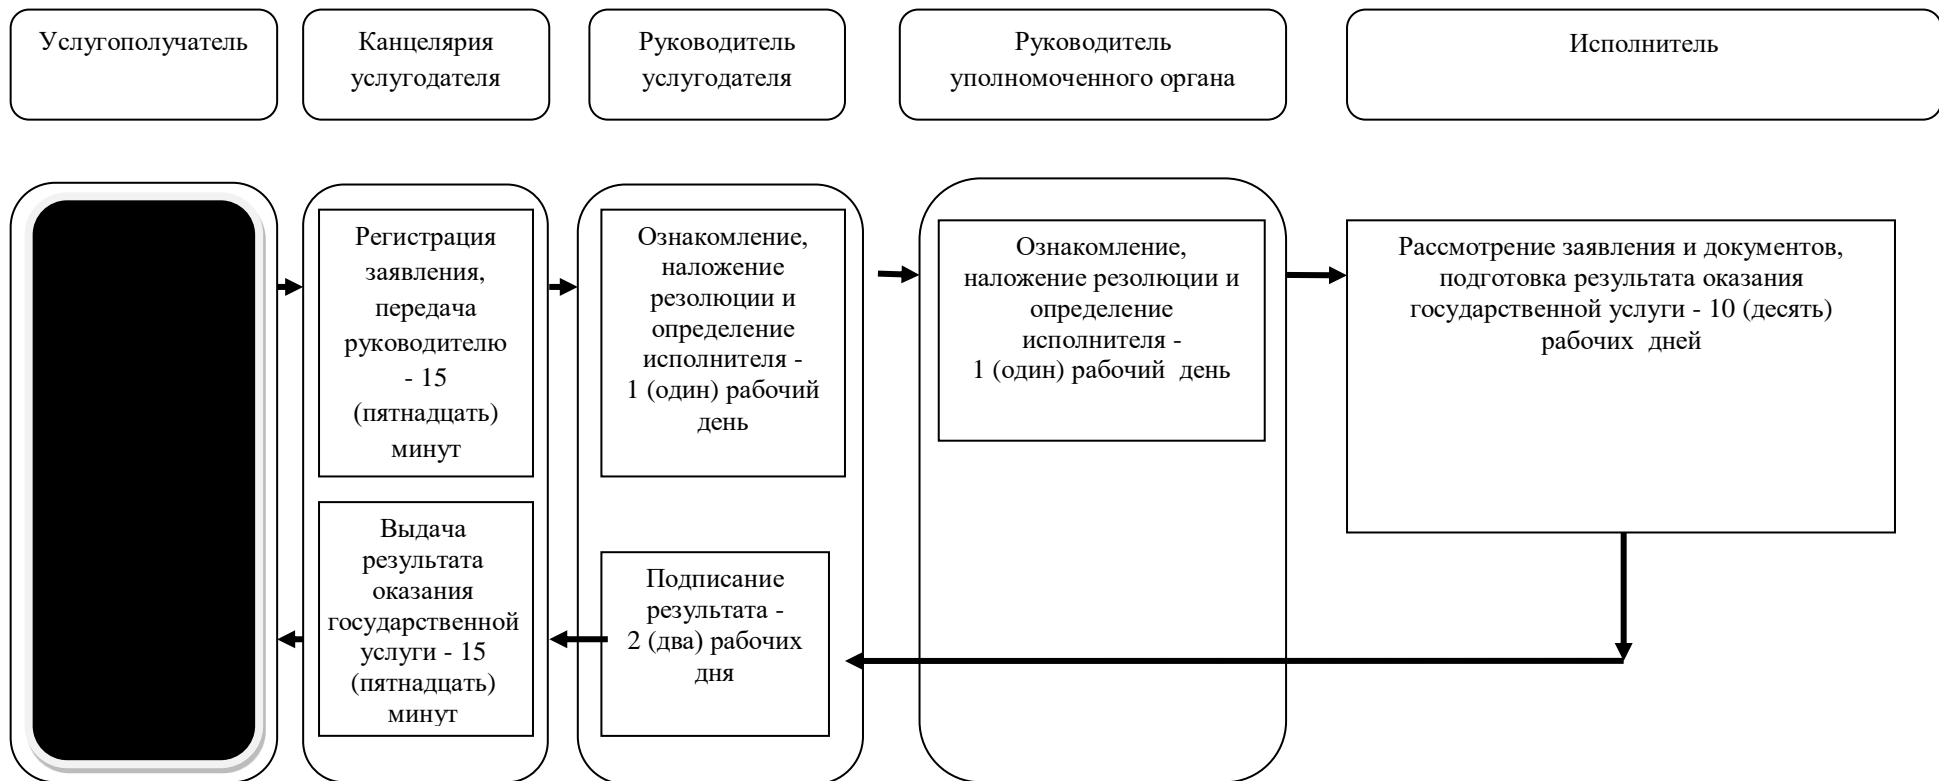 Услугополучатель
Канцелярия
услугодателя
Руководитель
услугодателя
Руководитель
уполномоченного органа
Исполнитель
Регистрация
заявления,
передача
руководителю
- 15
(пятнадцать)
минут
Ознакомление,
наложение
резолюции и
определение
исполнителя -
1 (один) рабочий
день
Ознакомление,
наложение резолюции и
определение
исполнителя -
1 (один) рабочий  день
Рассмотрение заявления и документов,
подготовка результата оказания
государственной услуги - 10 (десять)
рабочих  дней
Выдача
результата
оказания
государственной
услуги - 15
(пятнадцать)
минут
Подписание
результата -
2 (два) рабочих
дня